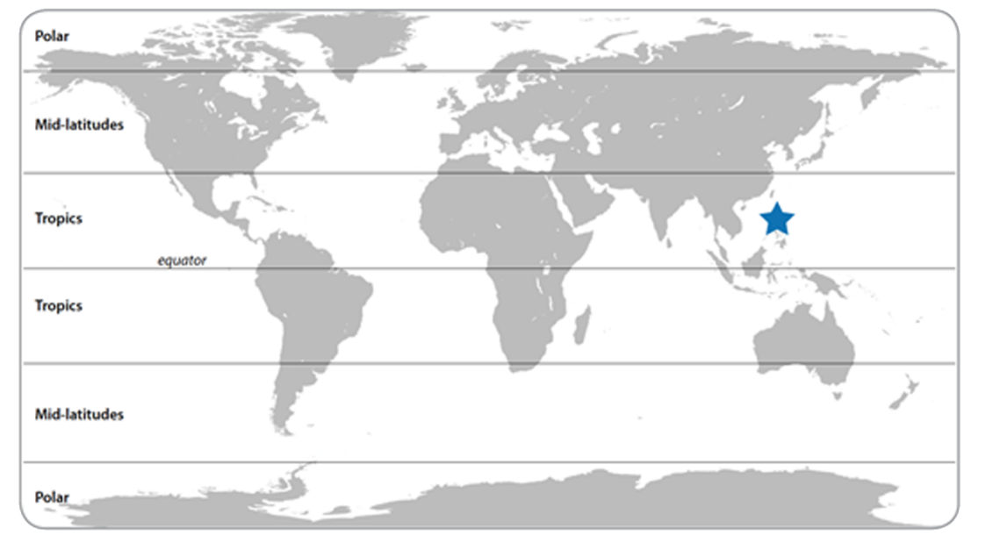 Polar
Mid-latitudes
Tropics
equator
Tropics
Mid-latitudes
Polar